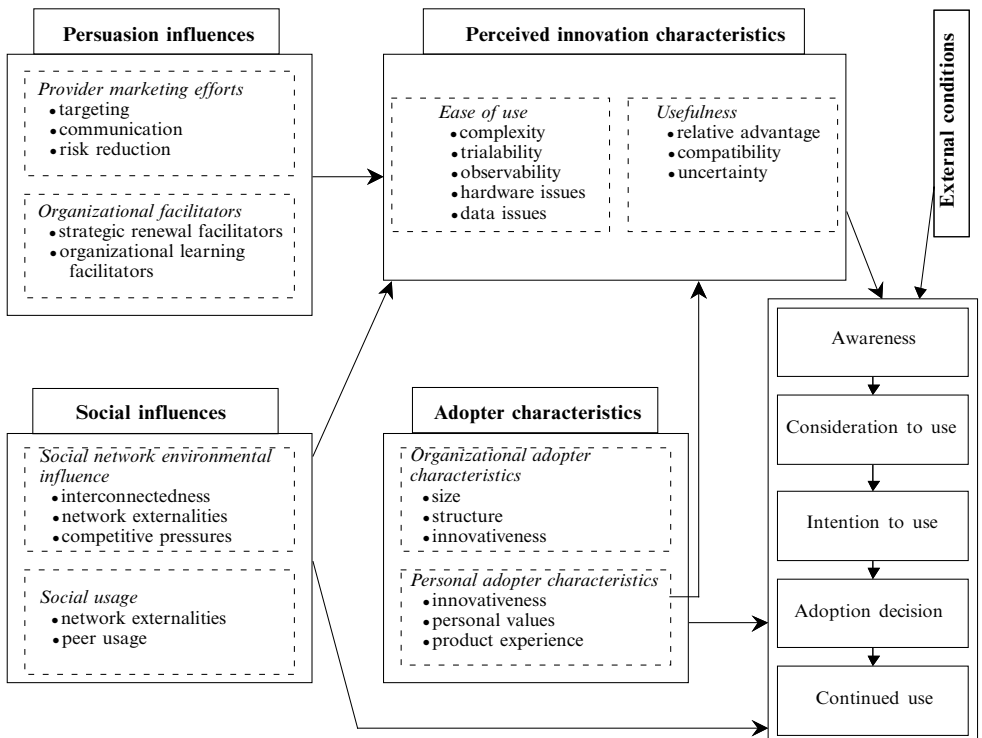 Persuasion influences
Provider marketing efforts
• targeting
• communication
• risk reduction
Organizational facilitators
• strategic renewal facilitators
• organizational learning
facilitators
Perceived innovation characteristics
Ease of use
• complexity
• trialability
• observability
• hardware issues
• data issues
Usefulness
• relative advantage
• compatibility
• uncertainty
External conditions
Social influences
Social network environmental
influence
• interconnectedness
• network externalities
• competitive pressures
Social usage
• network externalities
• peer usage
Adopter characteristics
Organizational adopter
characteristics
• size
• structure
• innovativeness
Personal adopter characteristics
• innovativeness
• personal values
• product experience
Awareness
Consideration to use
Intention to use
Adoption decision
Continued use